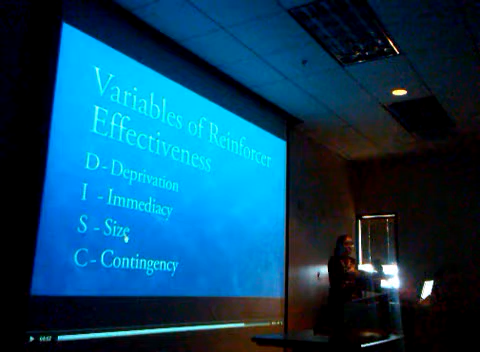 Variables of Reinforcer
Effectiveness
D - Deprivation
I - Immediacy
S - Size
C - Contingency